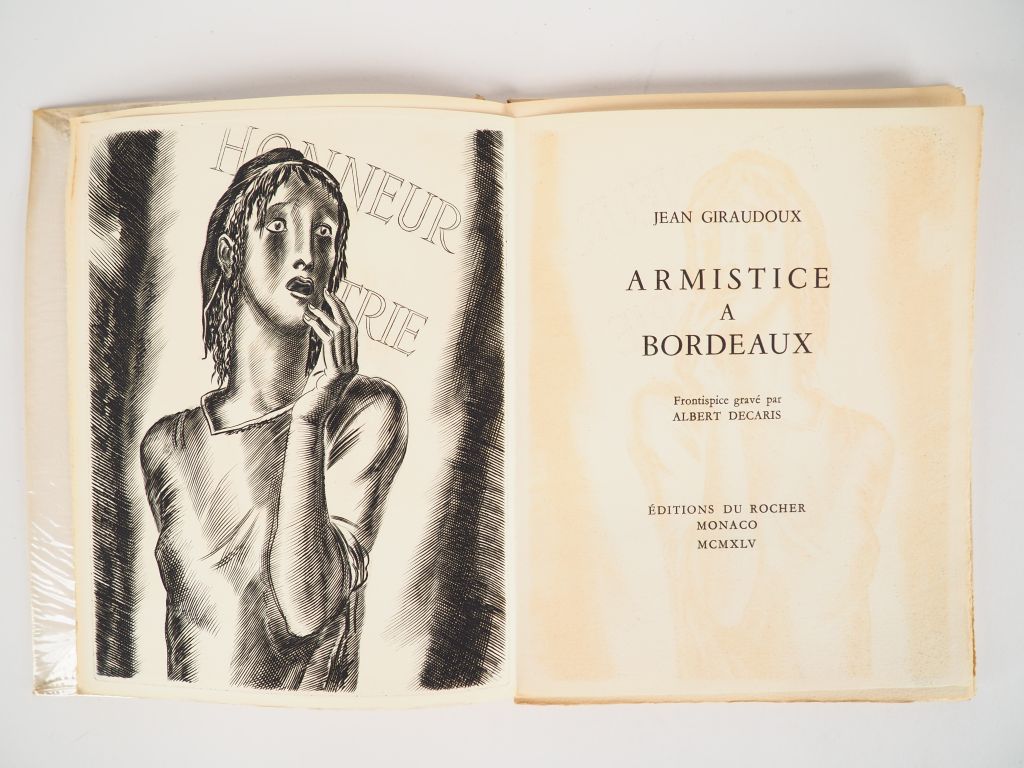 HONNEUR
TRIE
JEAN GIRAUDOUX
ARMISTICE
A
BORDEAUX
Frontispice gravé par
ALBERT DECARIS
ÉDITIONS DU ROCHER
MONACO
MCMXLV